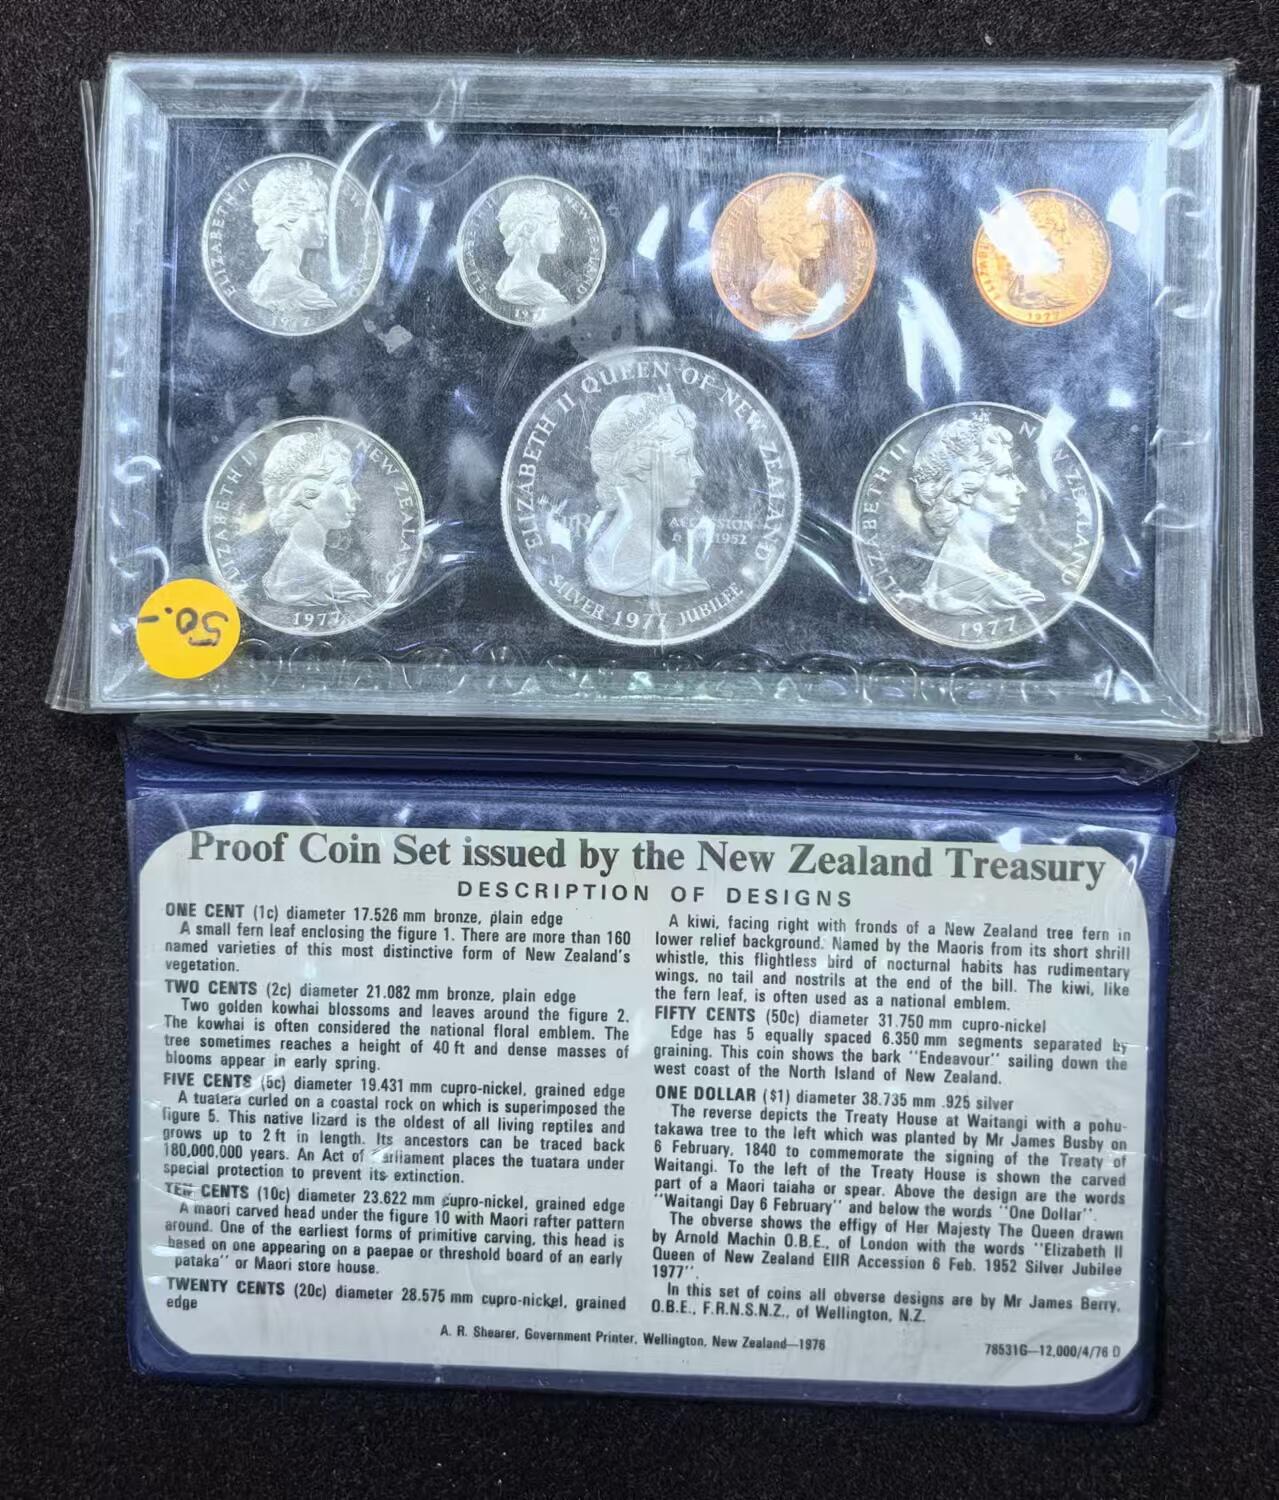 ELIZABETH II
1977
ELIZABETH II NEW ZEALAND
1977
ZEALAND
ELIZABETH II
1977
ELIZABETH II NEW ZEALAND
1977
ELIZABETH II QUEEN OF NEW ZEALAND
ACCESSION
1952
SILVER 1977 JUBILEE
ELIZABETH II ZEALAND
1977
50.-
Proof Coin Set issued by the New Zealand Treasury
DESCRIPTION OF DESIGNS
ONE CENT (1c) diameter 17.526 mm bronze, plain edge
A small fern leaf enclosing the figure 1. There are more than 160
named varieties of this most distinctive form of New Zealand's
vegetation.
TWO CENTS (2c) diameter 21.082 mm bronze, plain edge
Two golden kowhai blossoms and leaves around the figure 2.
The kowhai is often considered the national floral emblem. The
tree sometimes reaches a height of 40 ft and dense masses of
blooms appear in early spring.
FIVE CENTS (5c) diameter 19.431 mm cupro-nickel, grained edge
A tuatara curled on a coastal rock on which is superimposed the
figure 5. This native lizard is the oldest of all living reptiles and
grows up to 2 ft in length. Its ancestors can be traced back
180,000,000 years. An Act of Parliament places the tuatara under
special protection to prevent its extinction.
TEN CENTS (10c) diameter 23.622 mm cupro-nickel, grained edge
A maori carved head under the figure 10 with Maori rafter pattern
around. One of the earliest forms of primitive carving, this head is
based on one appearing on a paepae or threshold board of an early
pataka" or Maori store house.
TWENTY CENTS (20c) diameter 28.575 mm cupro-nickel, grained
edge
A kiwi, facing right with fronds of a New Zealand tree fern in
lower relief background. Named by the Maoris from its short shrill
whistle, this flightless bird of nocturnal habits has rudimentary
wings, no tail and nostrils at the end of the bill. The kiwi, like
the fern leaf, is often used as a national emblem.
FIFTY CENTS (50c) diameter 31.750 mm cupro-nickel
Edge has 5 equally spaced 6.350 mm segments separated by
graining. This coin shows the bark "Endeavour" sailing down the
west coast of the North Island of New Zealand.
ONE DOLLAR ($1) diameter 38.735 mm .925 silver
The reverse depicts the Treaty House at Waitangi with a pohu-
takawa tree to the left which was planted by Mr James Busby on
6 February, 1840 to commemorate the signing of the Treaty of
Waitangi. To the left of the Treaty House is shown the carved
part of a Maori taiaha or spear. Above the design are the words
"Waitangi Day 6 February" and below the words "One Dollar".
The obverse shows the effigy of Her Majesty The Queen drawn
by Arnold Machin O.B.E., of London with the words "Elizabeth II
Queen of New Zealand EIIR Accession 6 Feb. 1952 Silver Jubilee
1977".
In this set of coins all obverse designs are by Mr James Berry,
O.B.E., F.R.N.S.N.Z., of Wellington, N.Z.
A. R. Shearer, Government Printer, Wellington, New Zealand—1976
78531G—12,000/4/76 D